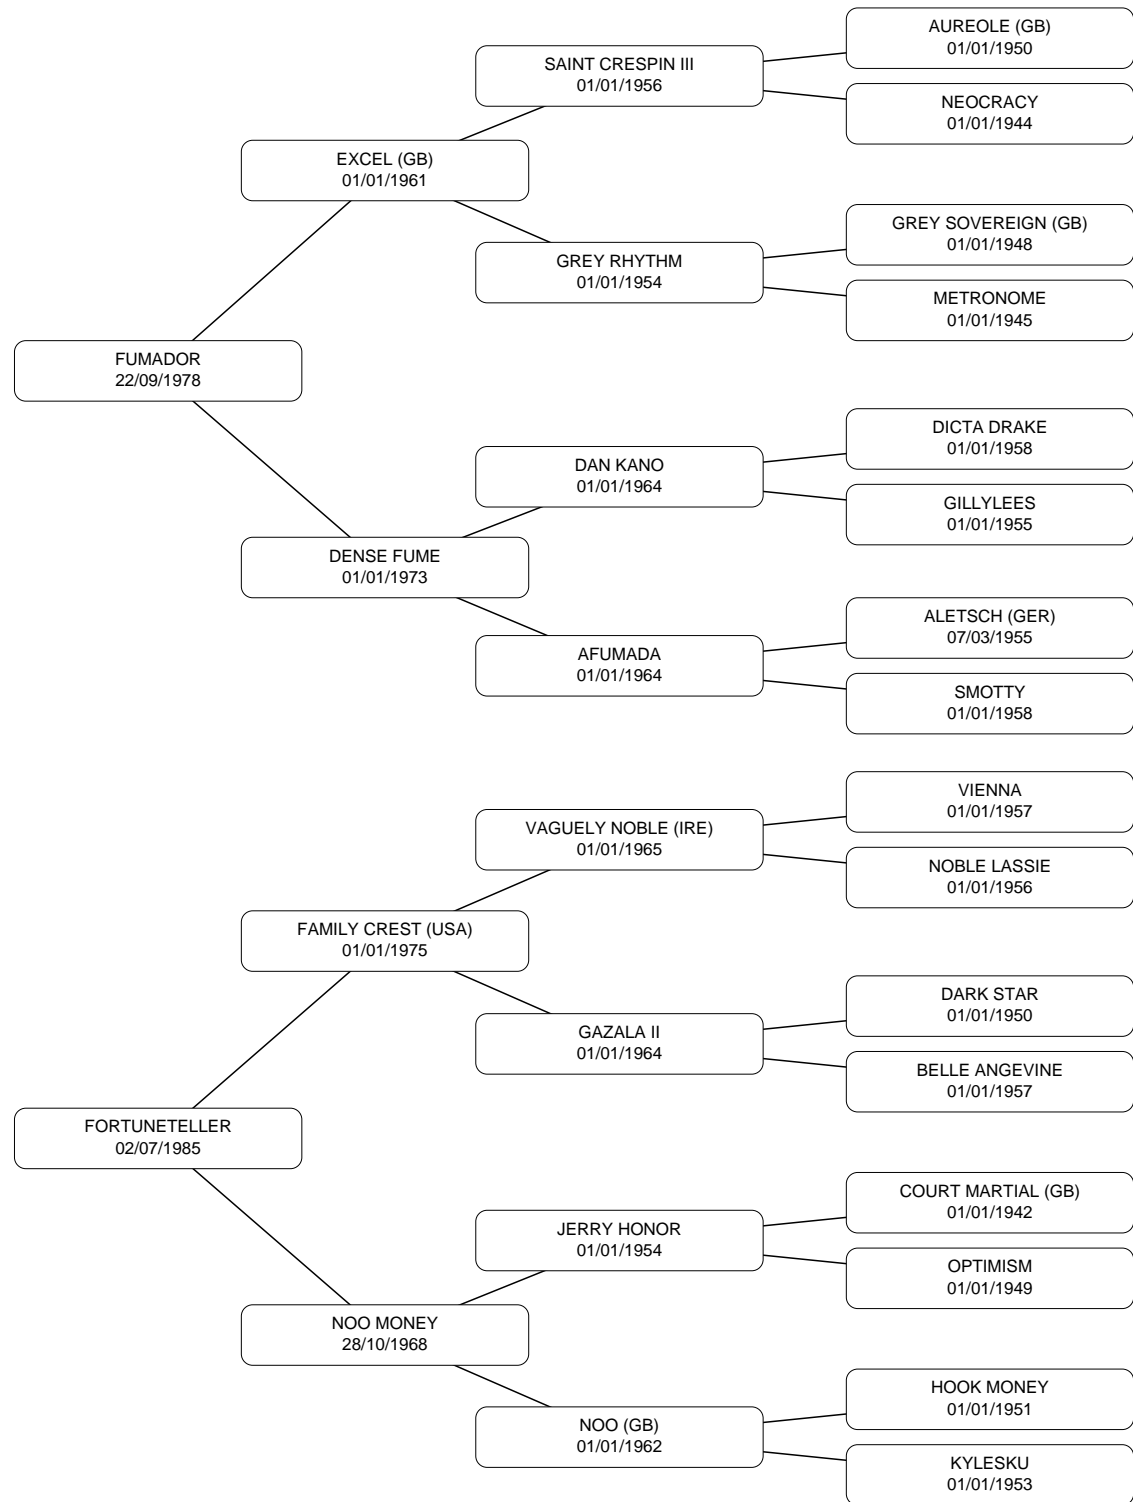 AUREOLE (GB)
01/01/1950
SAINT CRESPIN III
01/01/1956
NEOCRACY
01/01/1944
EXCEL (GB)
01/01/1961
GREY SOVEREIGN (GB)
01/01/1948
GREY RHYTHM
01/01/1954
METRONOME
01/01/1945
FUMADOR
22/09/1978
DICTA DRAKE
01/01/1958
DAN KANO
01/01/1964
GILLYLEES
01/01/1955
DENSE FUME
01/01/1973
ALETSCH (GER)
07/03/1955
AFUMADA
01/01/1964
SMOTTY
01/01/1958
VIENNA
01/01/1957
VAGUELY NOBLE (IRE)
01/01/1965
NOBLE LASSIE
01/01/1956
FAMILY CREST (USA)
01/01/1975
DARK STAR
01/01/1950
GAZALA II
01/01/1964
BELLE ANGEVINE
01/01/1957
FORTUNETELLER
02/07/1985
COURT MARTIAL (GB)
01/01/1942
JERRY HONOR
01/01/1954
OPTIMISM
01/01/1949
NOO MONEY
28/10/1968
HOOK MONEY
01/01/1951
NOO (GB)
01/01/1962
KYLESKU
01/01/1953